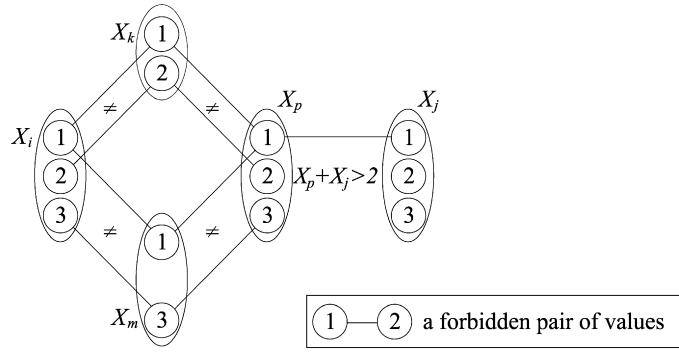 X_k
1
2
≠ ≠
X_i
1
2
3
X_p
1
2
3
X_p+X_j>2
X_j
1
2
3
≠ ≠
1
X_m
3
1 2 a forbidden pair of values